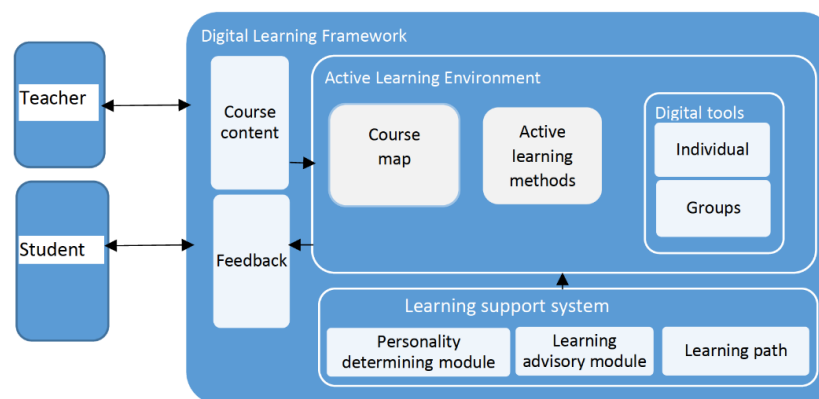 Digital Learning Framework
Teacher
Student
Course
content
Feedback
Active Learning Environment
Course
map
Active
learning
methods
Digital tools
Individual
Groups
Learning support system
Personality
determining module
Learning
advisory module
Learning path